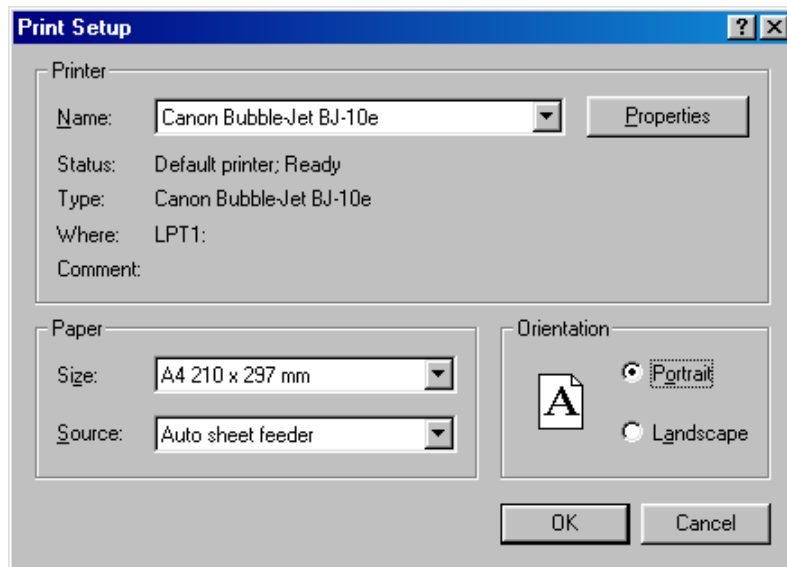 Print Setup
Printer
Name: Canon Bubble-Jet BJ-10e Properties
Status: Default printer; Ready
Type: Canon Bubble-Jet BJ-10e
Where: LPT1:
Comment:
Paper
Size: A4 210 x 297 mm
Source: Auto sheet feeder
Orientation
A
Portrait
Landscape
OK Cancel